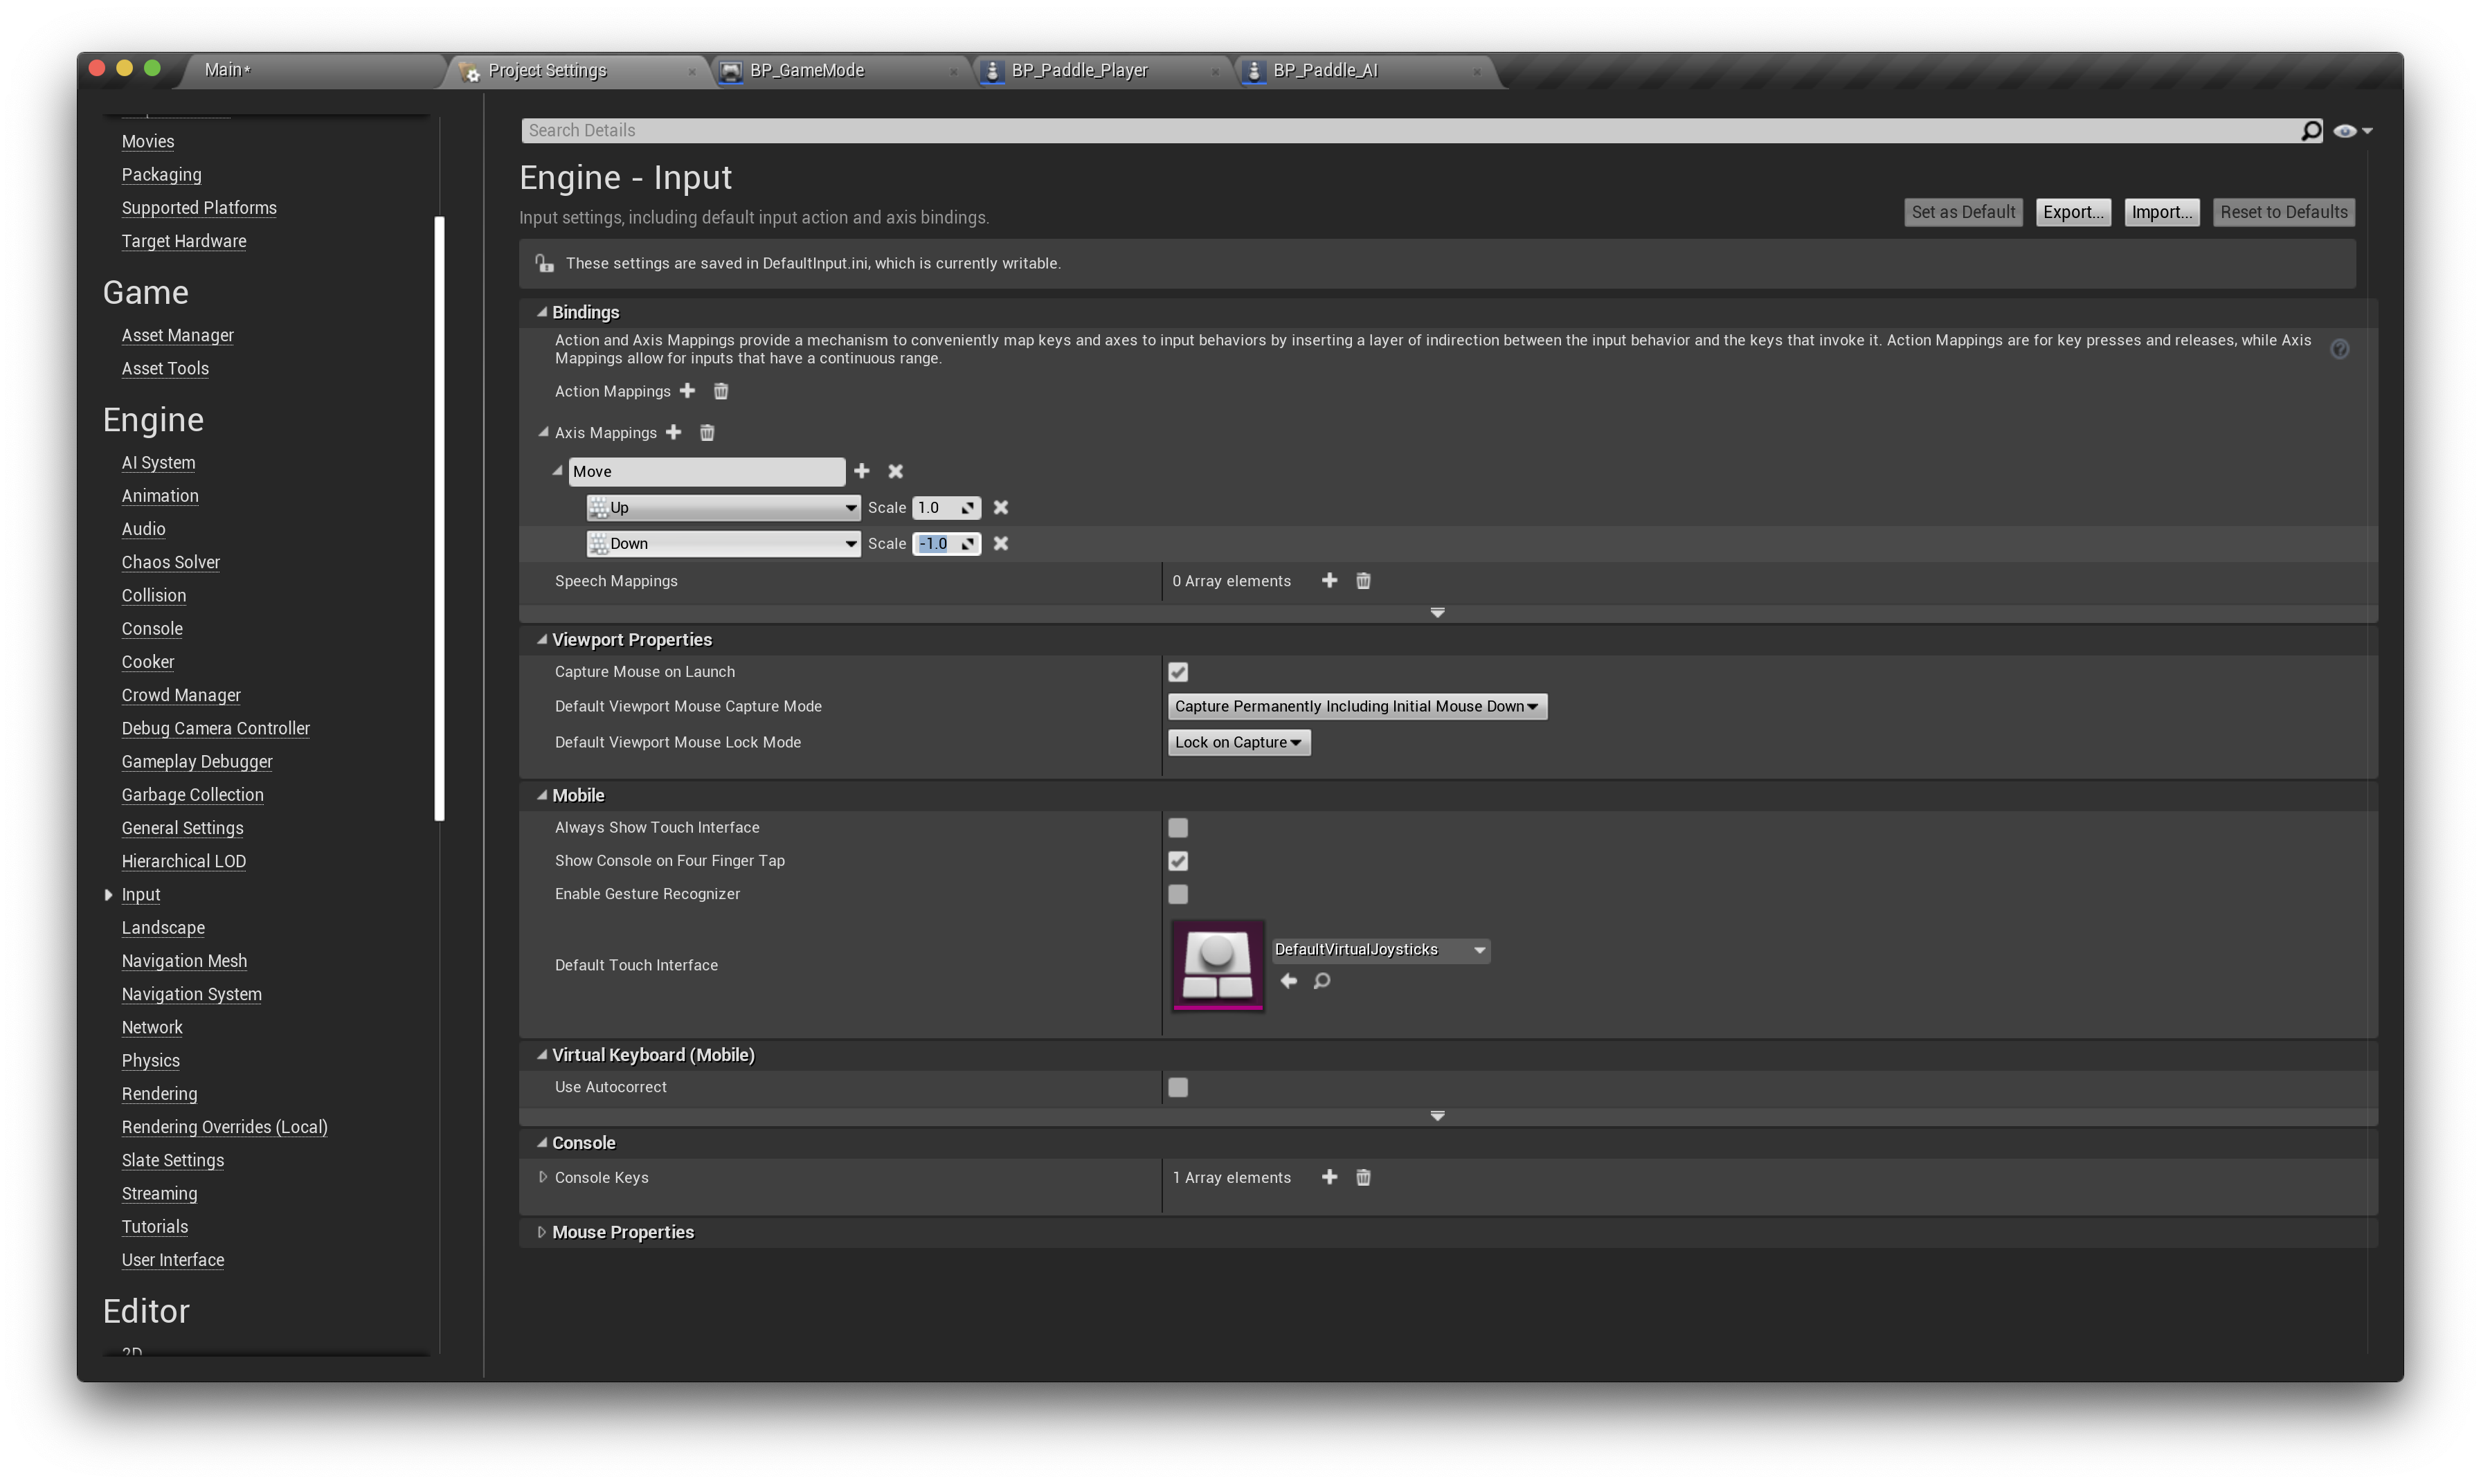 Main*
Project Settings
BP_GameMode
BP_Paddle_Player
BP_Paddle_AI
Movies
Packaging
Supported Platforms
Target Hardware
Game
Asset Manager
Asset Tools
Engine
AI System
Animation
Audio
Chaos Solver
Collision
Console
Cooker
Crowd Manager
Debug Camera Controller
Gameplay Debugger
Garbage Collection
General Settings
Hierarchical LOD
Input
Landscape
Navigation Mesh
Navigation System
Network
Physics
Rendering
Rendering Overrides (Local)
Slate Settings
Streaming
Tutorials
User Interface
Editor
2D
Search Details
Engine - Input
Input settings, including default input action and axis bindings.
Set as Default
Export...
Import...
Reset to Defaults
These settings are saved in DefaultInput.ini, which is currently writable.
Bindings
Action and Axis Mappings provide a mechanism to conveniently map keys and axes to input behaviors by inserting a layer of indirection between the input behavior and the keys that invoke it. Action Mappings are for key presses and releases, while Axis
Mappings allow for inputs that have a continuous range.
Action Mappings
Axis Mappings
Move
Up Scale 1.0
Down Scale -1.0
Speech Mappings 0 Array elements
Viewport Properties
Capture Mouse on Launch
Default Viewport Mouse Capture Mode Capture Permanently Including Initial Mouse Down
Default Viewport Mouse Lock Mode Lock on Capture
Mobile
Always Show Touch Interface
Show Console on Four Finger Tap
Enable Gesture Recognizer
Default Touch Interface DefaultVirtualJoysticks
Virtual Keyboard (Mobile)
Use Autocorrect
Console
Console Keys 1 Array elements
Mouse Properties